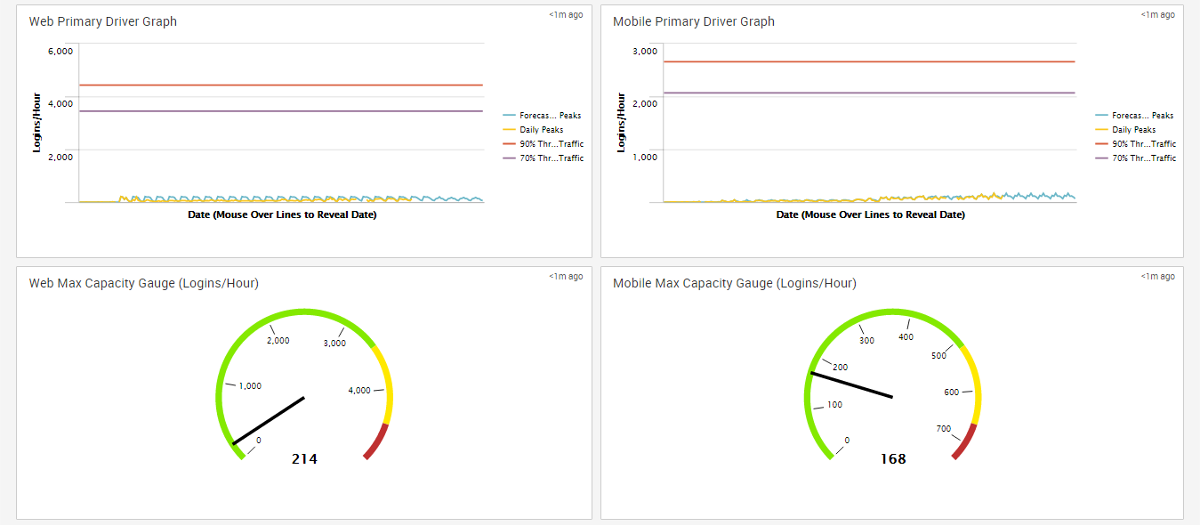 Web Primary Driver Graph
<1m ago
6,000
4,000
2,000
Logins/Hour
Forecas... Peaks
Daily Peaks
90% Thr...Traffic
70% Thr...Traffic
Date (Mouse Over Lines to Reveal Date)
Mobile Primary Driver Graph
<1m ago
3,000
2,000
1,000
Logins/Hour
Forecas... Peaks
Daily Peaks
90% Thr...Traffic
70% Thr...Traffic
Date (Mouse Over Lines to Reveal Date)
Web Max Capacity Gauge (Logins/Hour)
<1m ago
0
1,000
2,000
3,000
4,000
214
Mobile Max Capacity Gauge (Logins/Hour)
<1m ago
0
100
200
300
400
500
600
700
168